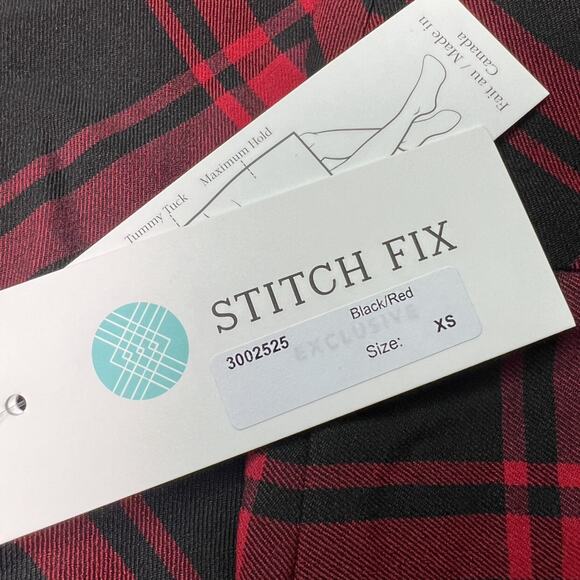 Fait au / Made in
Canada
Maximum Hold
Tummy Tuck
STITCH FIX
EXCLUSIVE
3002525
Black/Red
Size: XS